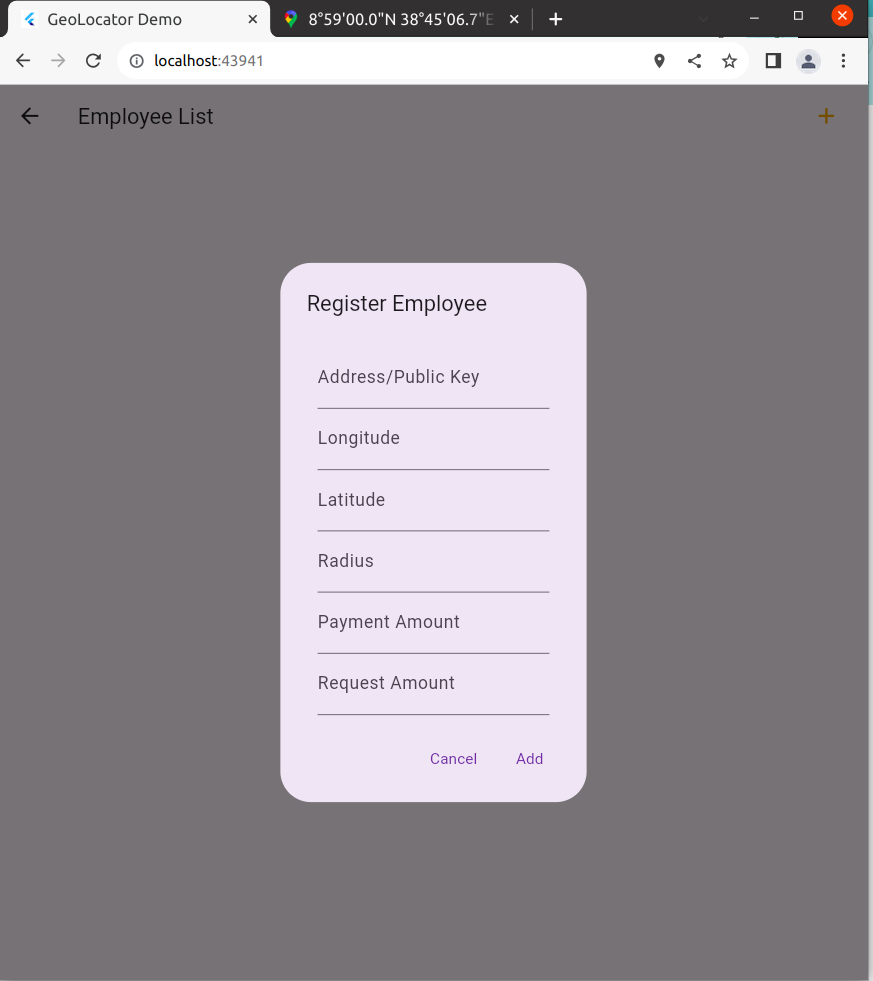 GeoLocator Demo
8°59'00.0"N 38°45'06.7"E
localhost:43941
Employee List
Register Employee
Address/Public Key
Longitude
Latitude
Radius
Payment Amount
Request Amount
Cancel Add